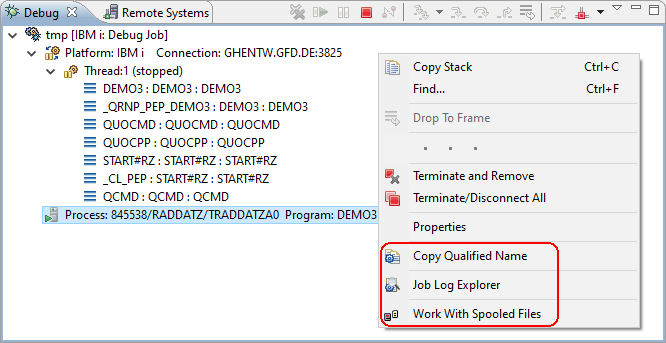 Debug
Remote Systems
tmp [IBM i: Debug Job]
Platform: IBM i   Connection: GHENTW.GFD.DE:3825
Thread:1 (stopped)
DEMO3 : DEMO3 : DEMO3
_QRNP_PEP_DEMO3 : DEMO3 : DEMO3
QUOCMD : QUOCMD : QUOCMD
QUOCPP : QUOCPP : QUOCPP
START#RZ : START#RZ : START#RZ
_CL_PEP : START#RZ : START#RZ
QCMD : QCMD : QCMD
Process: 845538/RADDATZ/TRADDATZA0  Program: DEMO3
Copy Stack Ctrl+C
Find... Ctrl+F
Drop To Frame
Terminate and Remove
Terminate/Disconnect All
Properties
Copy Qualified Name
Job Log Explorer
Work With Spooled Files